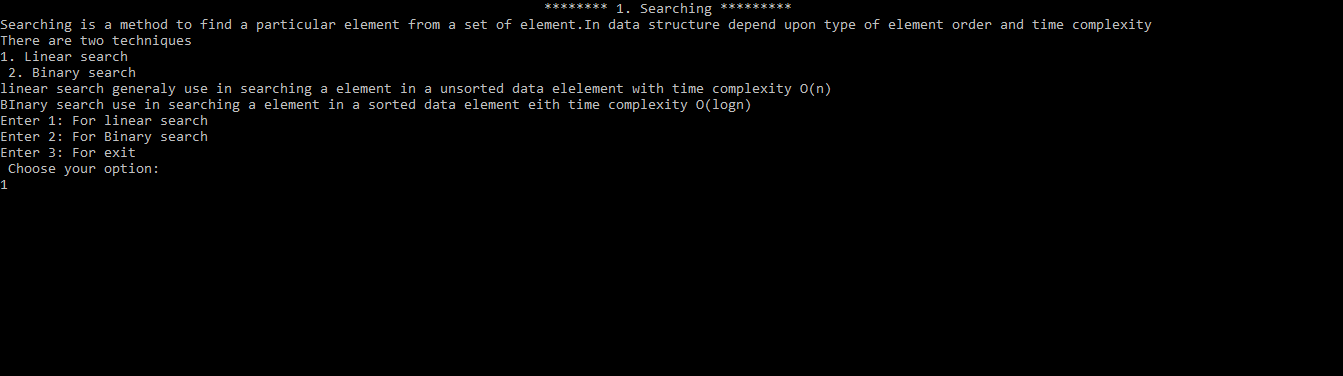 ******** 1. Searching *********
Searching is a method to find a particular element from a set of element.In data structure depend upon type of element order and time complexity
There are two techniques
1. Linear search
 2. Binary search
linear search generaly use in searching a element in a unsorted data elelement with time complexity O(n)
BInary search use in searching a element in a sorted data element eith time complexity O(logn)
Enter 1: For linear search
Enter 2: For Binary search
Enter 3: For exit
 Choose your option:
1